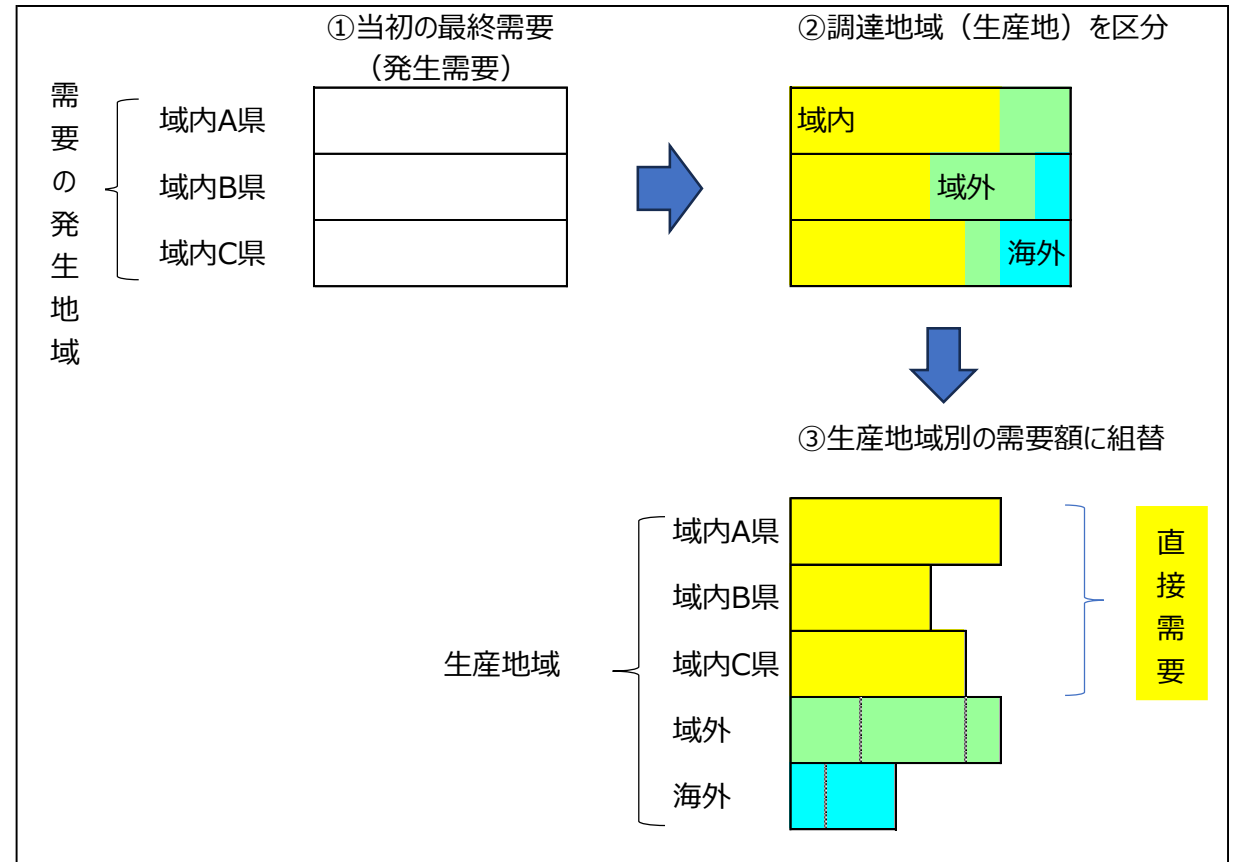 ①当初の最終需要
（発生需要）
②調達地域（生産地）を区分
需要の発生地域
域内A県
域内B県
域内C県
域内
域外
海外
③生産地域別の需要額に組替
生産地域
域内A県
域内B県
域内C県
域外
海外
直接需要